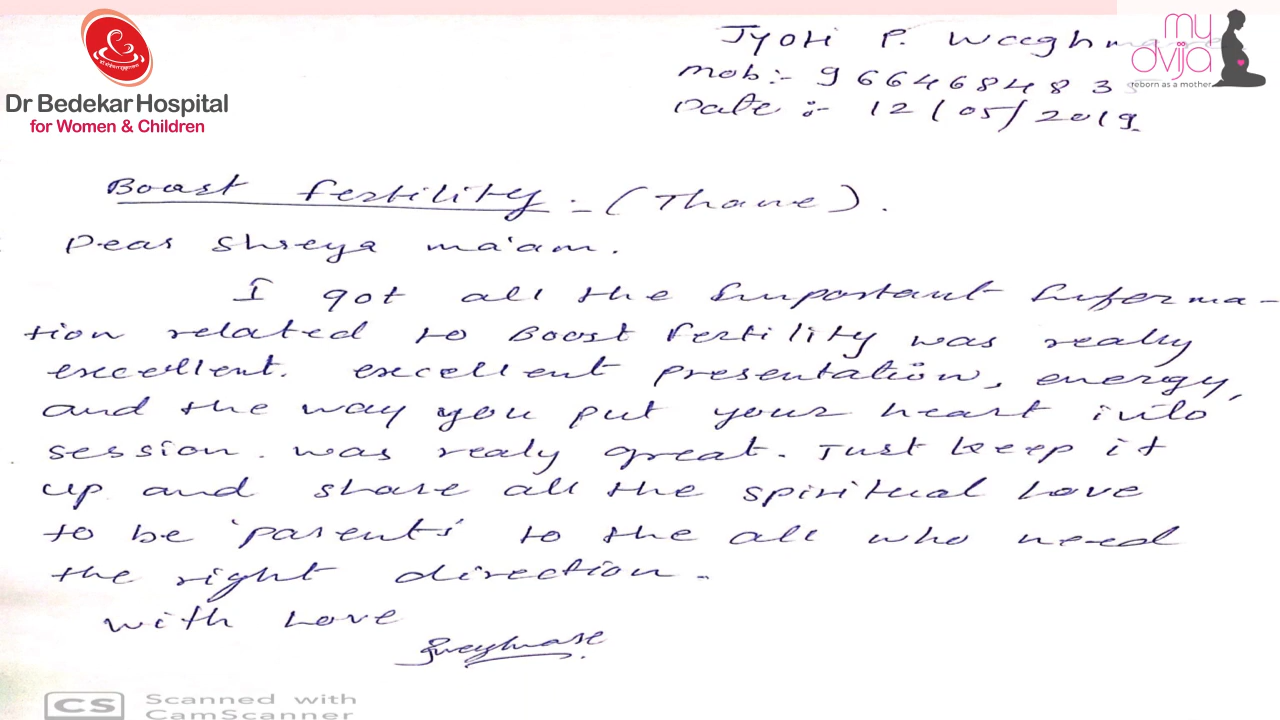 Dr Bedekar Hospital
for Women & Children
my
dvija
reborn as a mother
Jyoti P. Waghmare
mob:- 966468483
Date :- 12/05/2019.
Boost fertility - (Thane).
Dear Shreya ma'am.
I got all the Important Informa-
tion related to Boost Fertility was really
excellent. excellent presentation, energy,
and the way you put your heart into
session. was realy great. Just keep it
up and share all the spiritual Love
to be 'parents' to the all who need
the right direction.
With Love
CS Scanned with
CamScanner